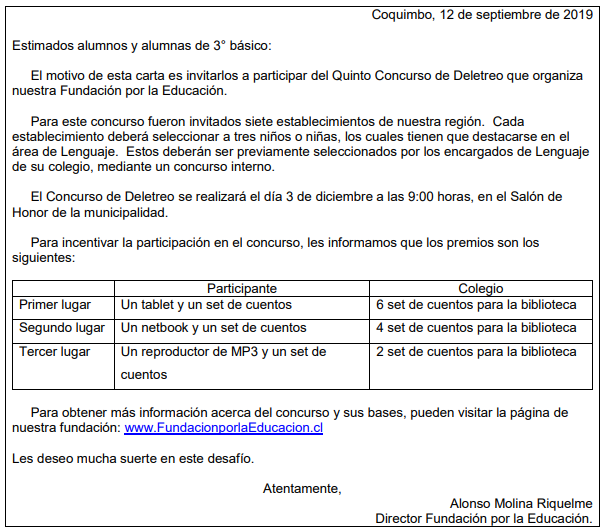 Coquimbo, 12 de septiembre de 2019
Estimados alumnos y alumnas de 3° básico:
El motivo de esta carta es invitarlos a participar del Quinto Concurso de Deletreo que organiza
nuestra Fundación por la Educación.
Para este concurso fueron invitados siete establecimientos de nuestra región. Cada
establecimiento deberá seleccionar a tres niños o niñas, los cuales tienen que destacarse en el
área de Lenguaje. Estos deberán ser previamente seleccionados por los encargados de Lenguaje
de su colegio, mediante un concurso interno.
El Concurso de Deletreo se realizará el día 3 de diciembre a las 9:00 horas, en el Salón de
Honor de la municipalidad.
Para incentivar la participación en el concurso, les informamos que los premios son los
siguientes:
Participante Colegio
Primer lugar Un tablet y un set de cuentos 6 set de cuentos para la biblioteca
Segundo lugar Un netbook y un set de cuentos 4 set de cuentos para la biblioteca
Tercer lugar Un reproductor de MP3 y un set de 2 set de cuentos para la biblioteca
cuentos
Para obtener más información acerca del concurso y sus bases, pueden visitar la página de
nuestra fundación: www.FundacionporlaEducacion.cl
Les deseo mucha suerte en este desafío.
Atentamente,
Alonso Molina Riquelme
Director Fundación por la Educación.